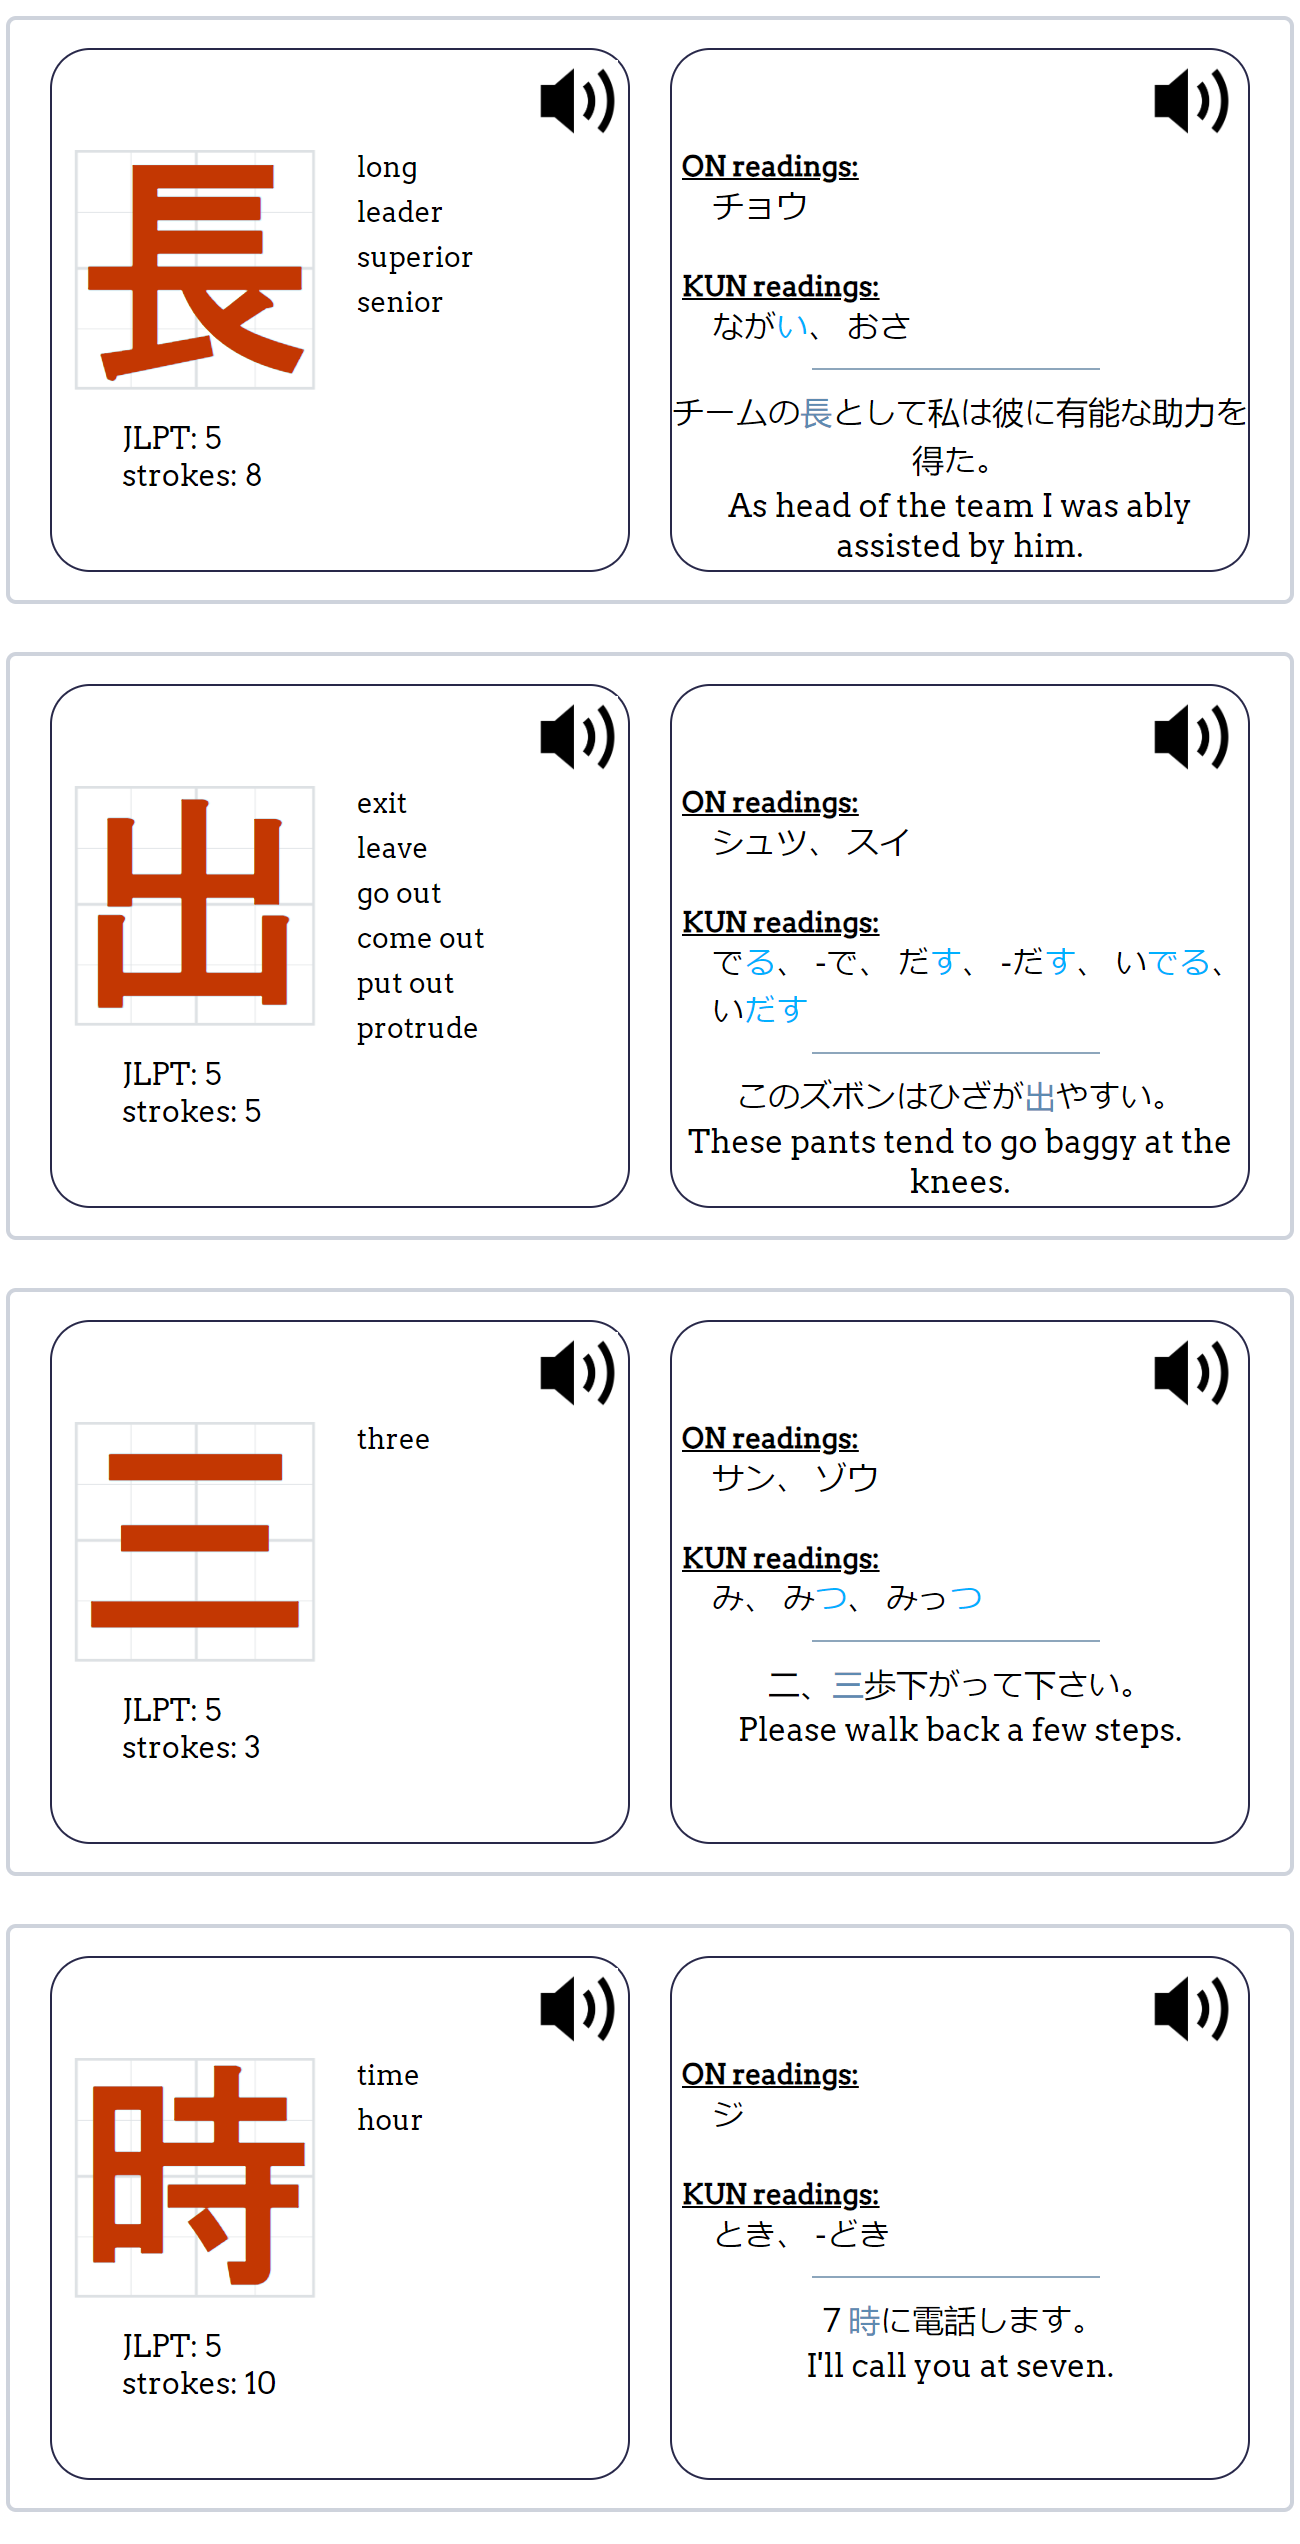 長
long
leader
superior
senior
JLPT: 5
strokes: 8
ON readings:
チョウ
KUN readings:
ながい、 おさ
チームの長として私は彼に有能な助力を
得た。
As head of the team I was ably
assisted by him.
出
exit
leave
go out
come out
put out
protrude
JLPT: 5
strokes: 5
ON readings:
シュツ、 スイ
KUN readings:
でる、 -で、 だす、 -だす、 いでる、
いだす
このズボンはひざが出やすい。
These pants tend to go baggy at the
knees.
三
three
JLPT: 5
strokes: 3
ON readings:
サン、 ゾウ
KUN readings:
み、 みつ、 みっつ
二、三歩下がって下さい。
Please walk back a few steps.
時
time
hour
JLPT: 5
strokes: 10
ON readings:
ジ
KUN readings:
とき、 -どき
7 時に電話します。
I'll call you at seven.